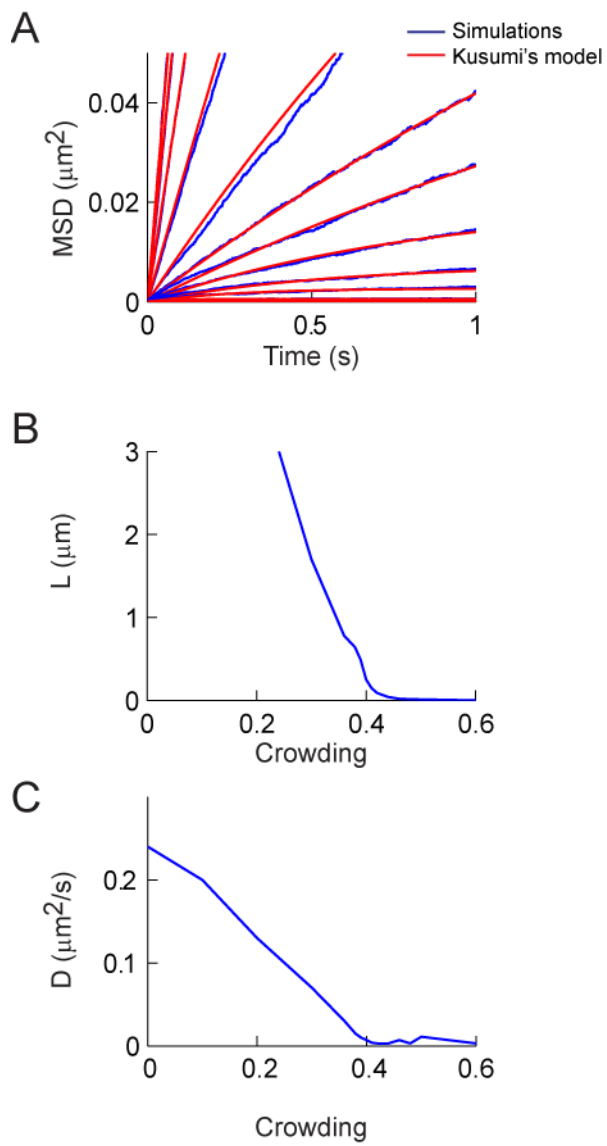 A
Simulations
Kusumi's model
MSD (μm²)
0.04
0.02
0
0 0.5 1
Time (s)
B
L (μm)
3
2
1
0
0 0.2 0.4 0.6
Crowding
C
D (μm²/s)
0.2
0.1
0
0 0.2 0.4 0.6
Crowding